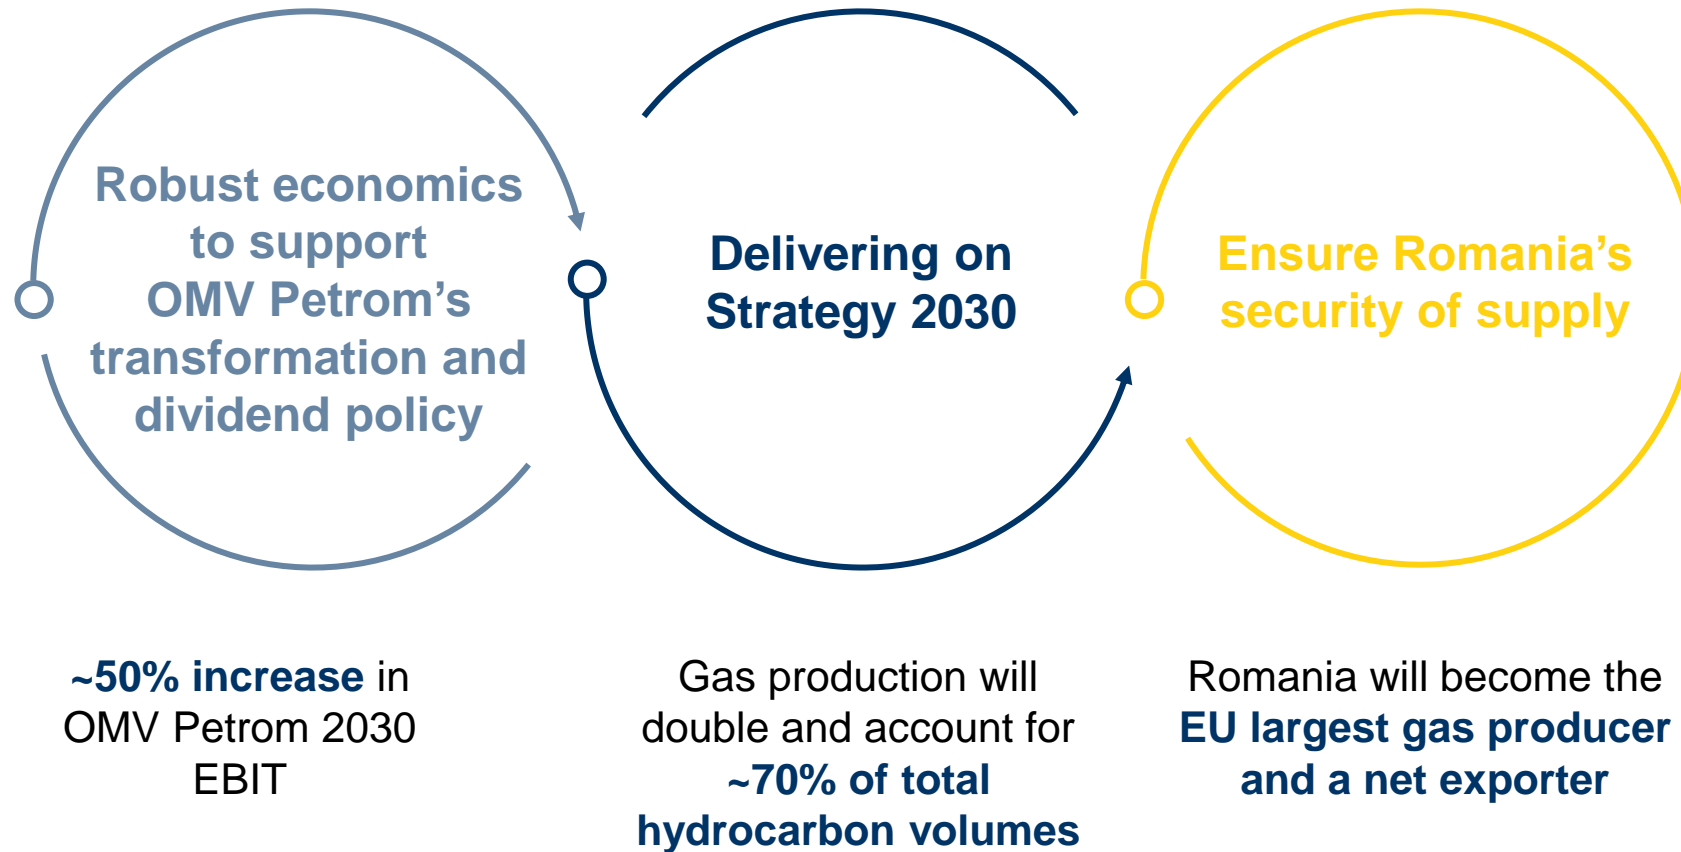 Robust economics
to support
OMV Petrom’s
transformation and
dividend policy
Delivering on
Strategy 2030
Ensure Romania’s
security of supply
~50% increase in
OMV Petrom 2030
EBIT
Gas production will
double and account for
~70% of total
hydrocarbon volumes
Romania will become the
EU largest gas producer
and a net exporter